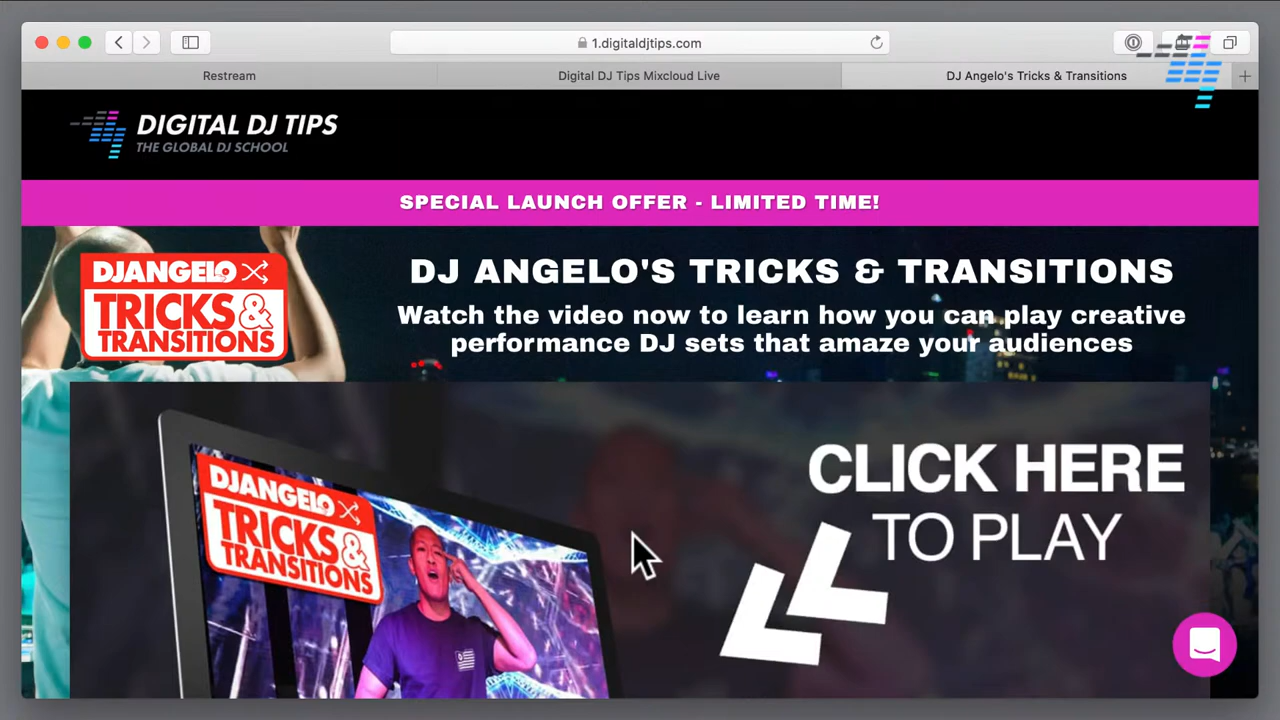 1.digitaldjtips.com
Restream
Digital DJ Tips Mixcloud Live
DJ Angelo's Tricks & Transitions
DIGITAL DJ TIPS
THE GLOBAL DJ SCHOOL
SPECIAL LAUNCH OFFER - LIMITED TIME!
DJANGELO
TRICKS &
TRANSITIONS
DJ ANGELO'S TRICKS & TRANSITIONS
Watch the video now to learn how you can play creative
performance DJ sets that amaze your audiences
DJANGELO
TRICKS &
TRANSITIONS
CLICK HERE
TO PLAY